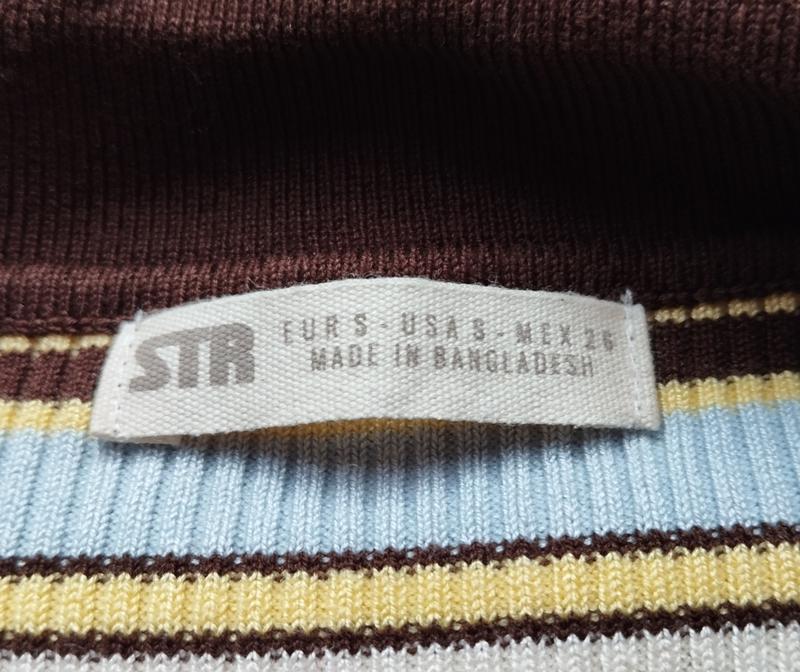 STR
EUR S - USA S - MEX 26
MADE IN BANGLADESH